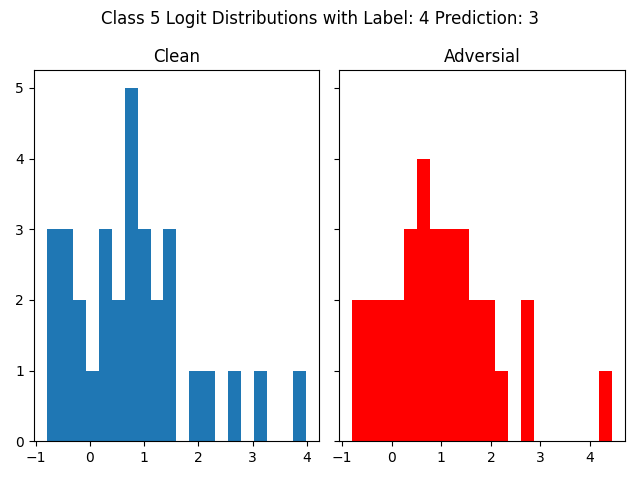 Class 5 Logit Distributions with Label: 4 Prediction: 3
Clean
Adversial
5
4
3
2
1
0
−1 0 1 2 3 4
−1 0 1 2 3 4